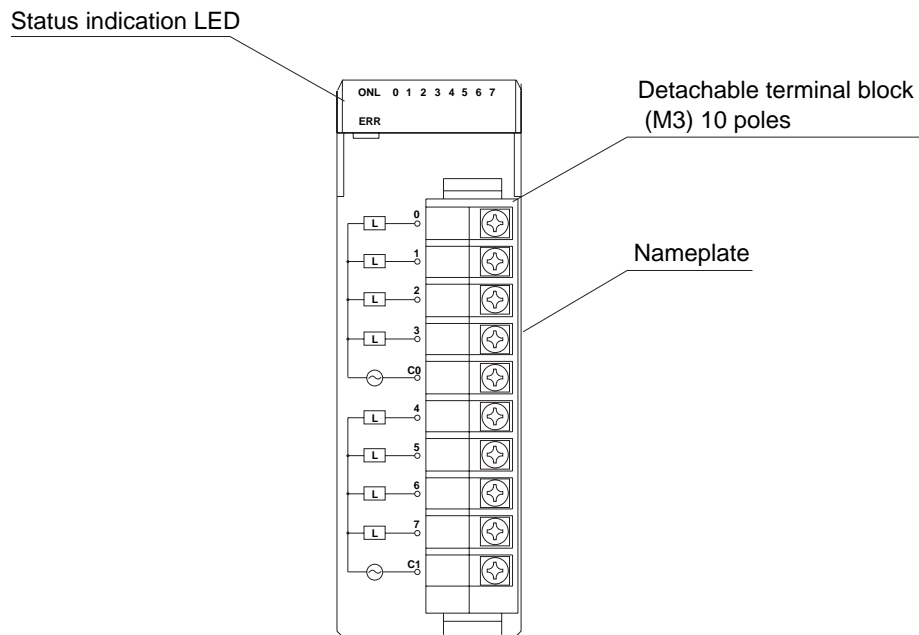 Status indication LED
ONL 0 1 2 3 4 5 6 7
ERR
Detachable terminal block
(M3) 10 poles
Nameplate
L 0
L 1
L 2
L 3
C0
L 4
L 5
L 6
L 7
C1